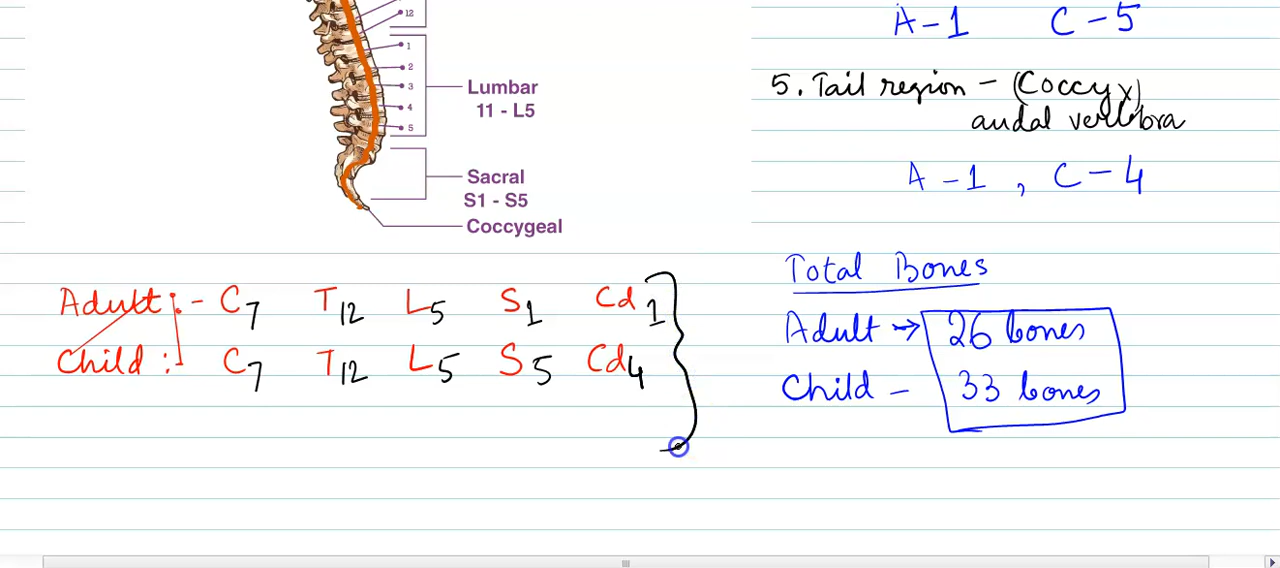 12
1
2
3
4
5
Lumbar
11 - L5
Sacral
S1 - S5
Coccygeal
A - 1 C - 5
5. Tail region - (Coccyx)
audal vertebra
A - 1 , C - 4
Adult :- C7 T12 L5 S1 Cd1
Child :- C7 T12 L5 S5 Cd4
Total Bones
Adult → 26 bones
Child - 33 bones